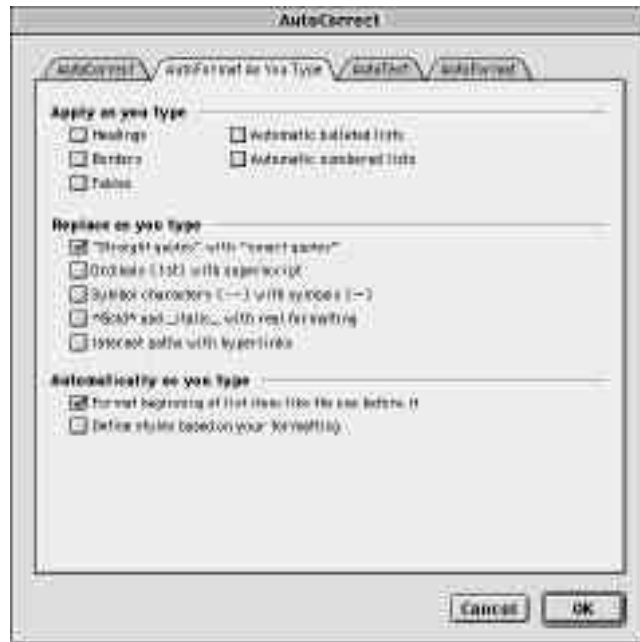 AutoCorrect
AutoCorrect AutoFormat As You Type AutoText AutoFormat
Apply as you type
Headings Automatic bulleted lists
Borders Automatic numbered lists
Tables
Replace as you type
"Straight quotes" with “smart quotes”
Ordinals (1st) with superscript
Symbol characters (--) with symbols (—)
*Bold* and _italic_ with real formatting
Internet paths with hyperlinks
Automatically as you type
Format beginning of list items like the one before it
Define styles based on your formatting
Cancel OK